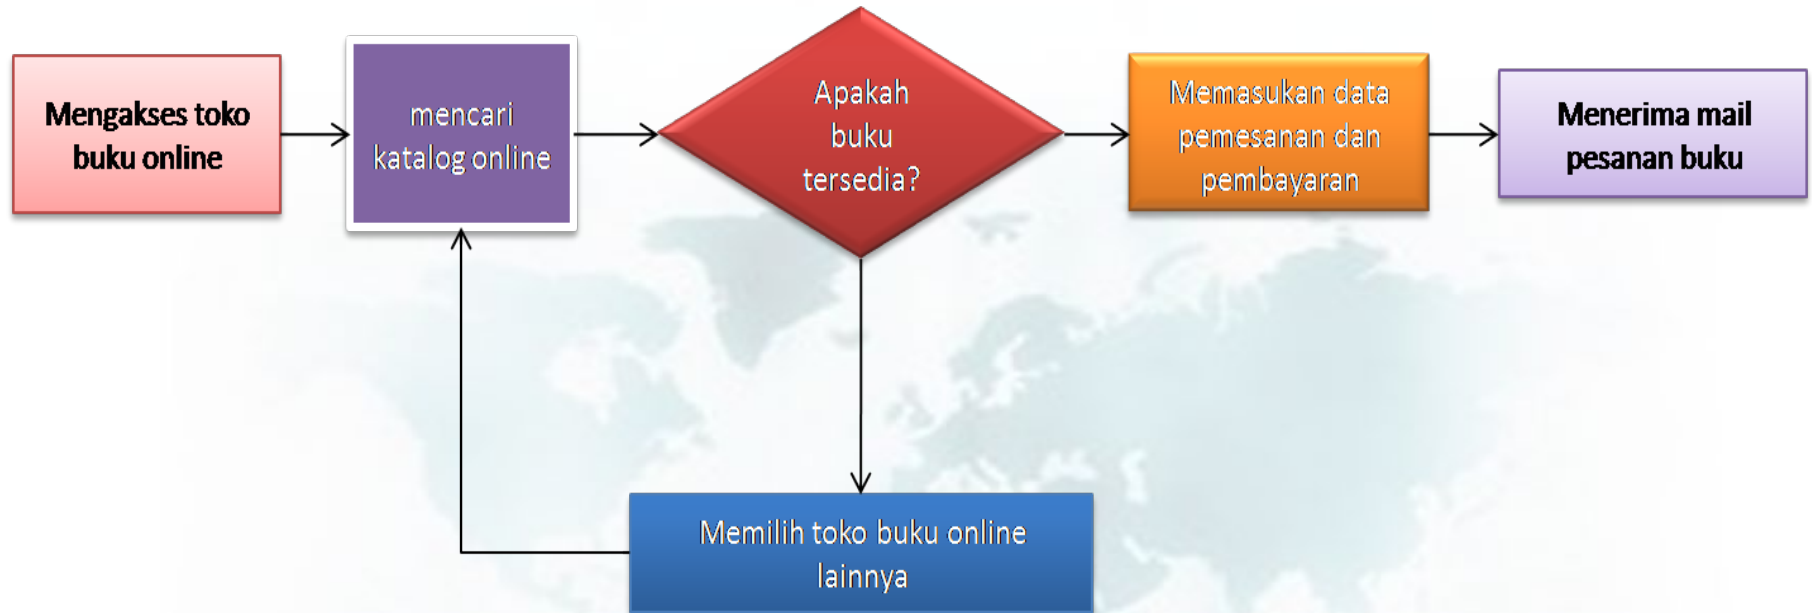 Mengakses toko
buku online
mencari
katalog online
Apakah
buku
tersedia?
Memasukan data
pemesanan dan
pembayaran
Menerima mail
pesanan buku
Memilih toko buku online
lainnya